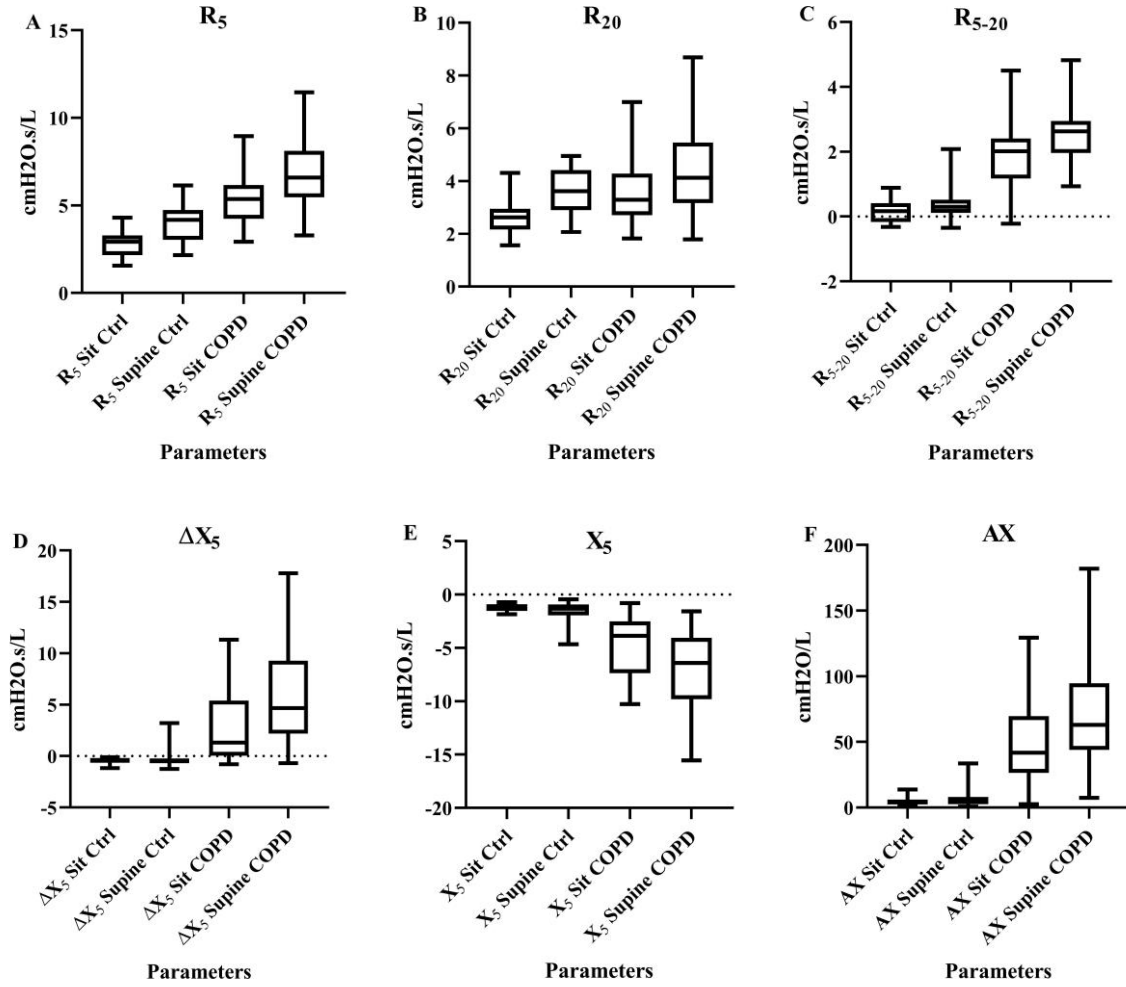 A
R₅
cmH2O.s/L
15
10
5
0
R₅ Sit Ctrl
R₅ Supine Ctrl
R₅ Sit COPD
R₅ Supine COPD
Parameters
B
R₂₀
cmH2O.s/L
10
8
6
4
2
0
R₂₀ Sit Ctrl
R₂₀ Supine Ctrl
R₂₀ Sit COPD
R₂₀ Supine COPD
Parameters
C
R₅₋₂₀
cmH2O.s/L
6
4
2
0
-2
R₅₋₂₀ Sit Ctrl
R₅₋₂₀ Supine Ctrl
R₅₋₂₀ Sit COPD
R₅₋₂₀ Supine COPD
Parameters
D
ΔX₅
cmH2O.s/L
20
15
10
5
0
-5
ΔX₅ Sit Ctrl
ΔX₅ Supine Ctrl
ΔX₅ Sit COPD
ΔX₅ Supine COPD
Parameters
E
X₅
cmH2O.s/L
5
0
-5
-10
-15
-20
X₅ Sit Ctrl
X₅ Supine Ctrl
X₅ Sit COPD
X₅ Supine COPD
Parameters
F
AX
cmH2O/L
200
150
100
50
0
AX Sit Ctrl
AX Supine Ctrl
AX Sit COPD
AX Supine COPD
Parameters